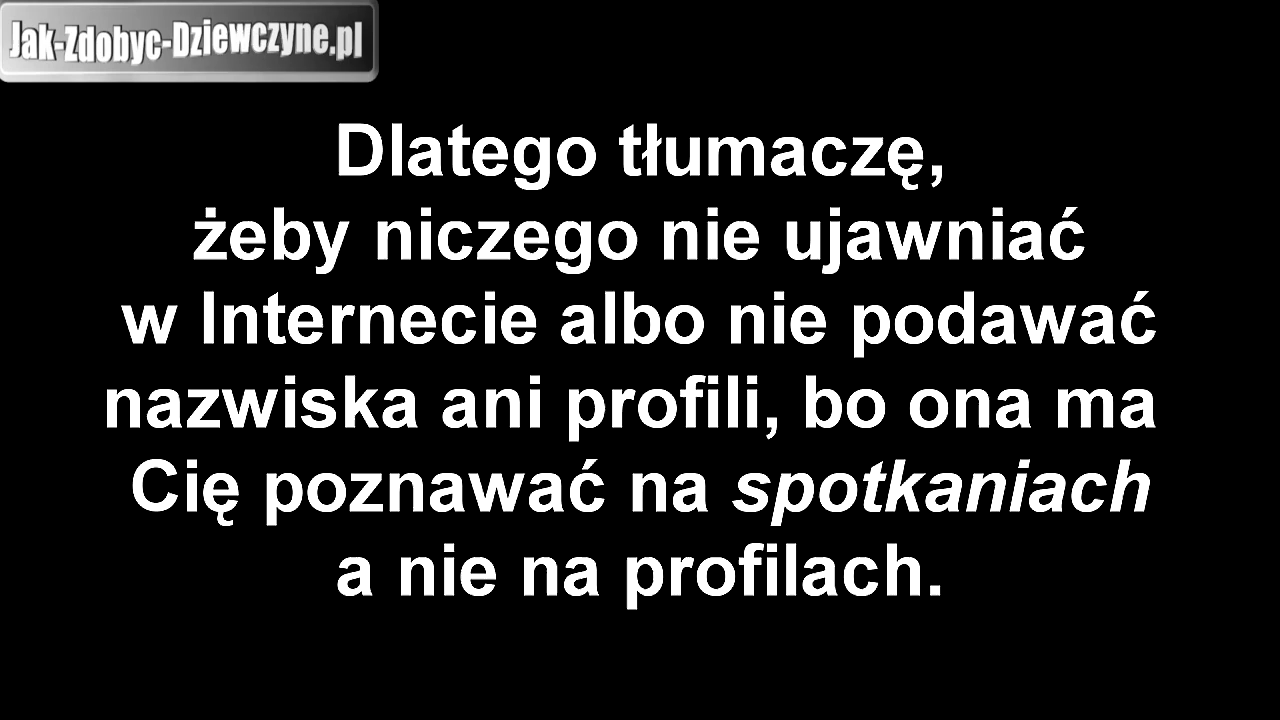 Jak-Zdobyc-Dziewczyne.pl
Dlatego tłumaczę,
żeby niczego nie ujawniać
w Internecie albo nie podawać
nazwiska ani profili, bo ona ma
Cię poznawać na spotkaniach
a nie na profilach.